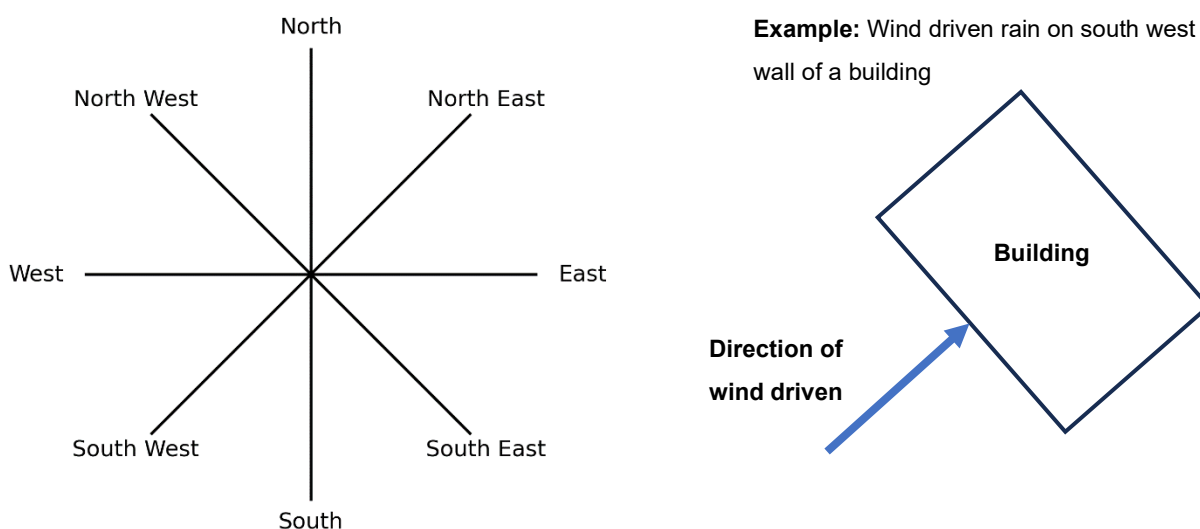 North
North West
North East
West
East
South West
South East
South
Example: Wind driven rain on south west
wall of a building
Building
Direction of
wind driven